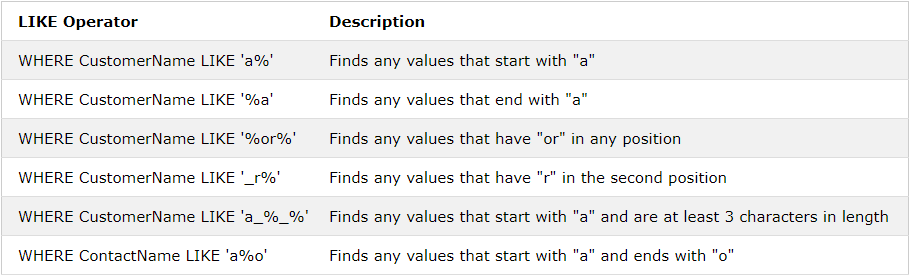 LIKE Operator Description
WHERE CustomerName LIKE 'a%' Finds any values that start with "a"
WHERE CustomerName LIKE '%a' Finds any values that end with "a"
WHERE CustomerName LIKE '%or%' Finds any values that have "or" in any position
WHERE CustomerName LIKE '_r%' Finds any values that have "r" in the second position
WHERE CustomerName LIKE 'a_%_%' Finds any values that start with "a" and are at least 3 characters in length
WHERE ContactName LIKE 'a%o' Finds any values that start with "a" and ends with "o"